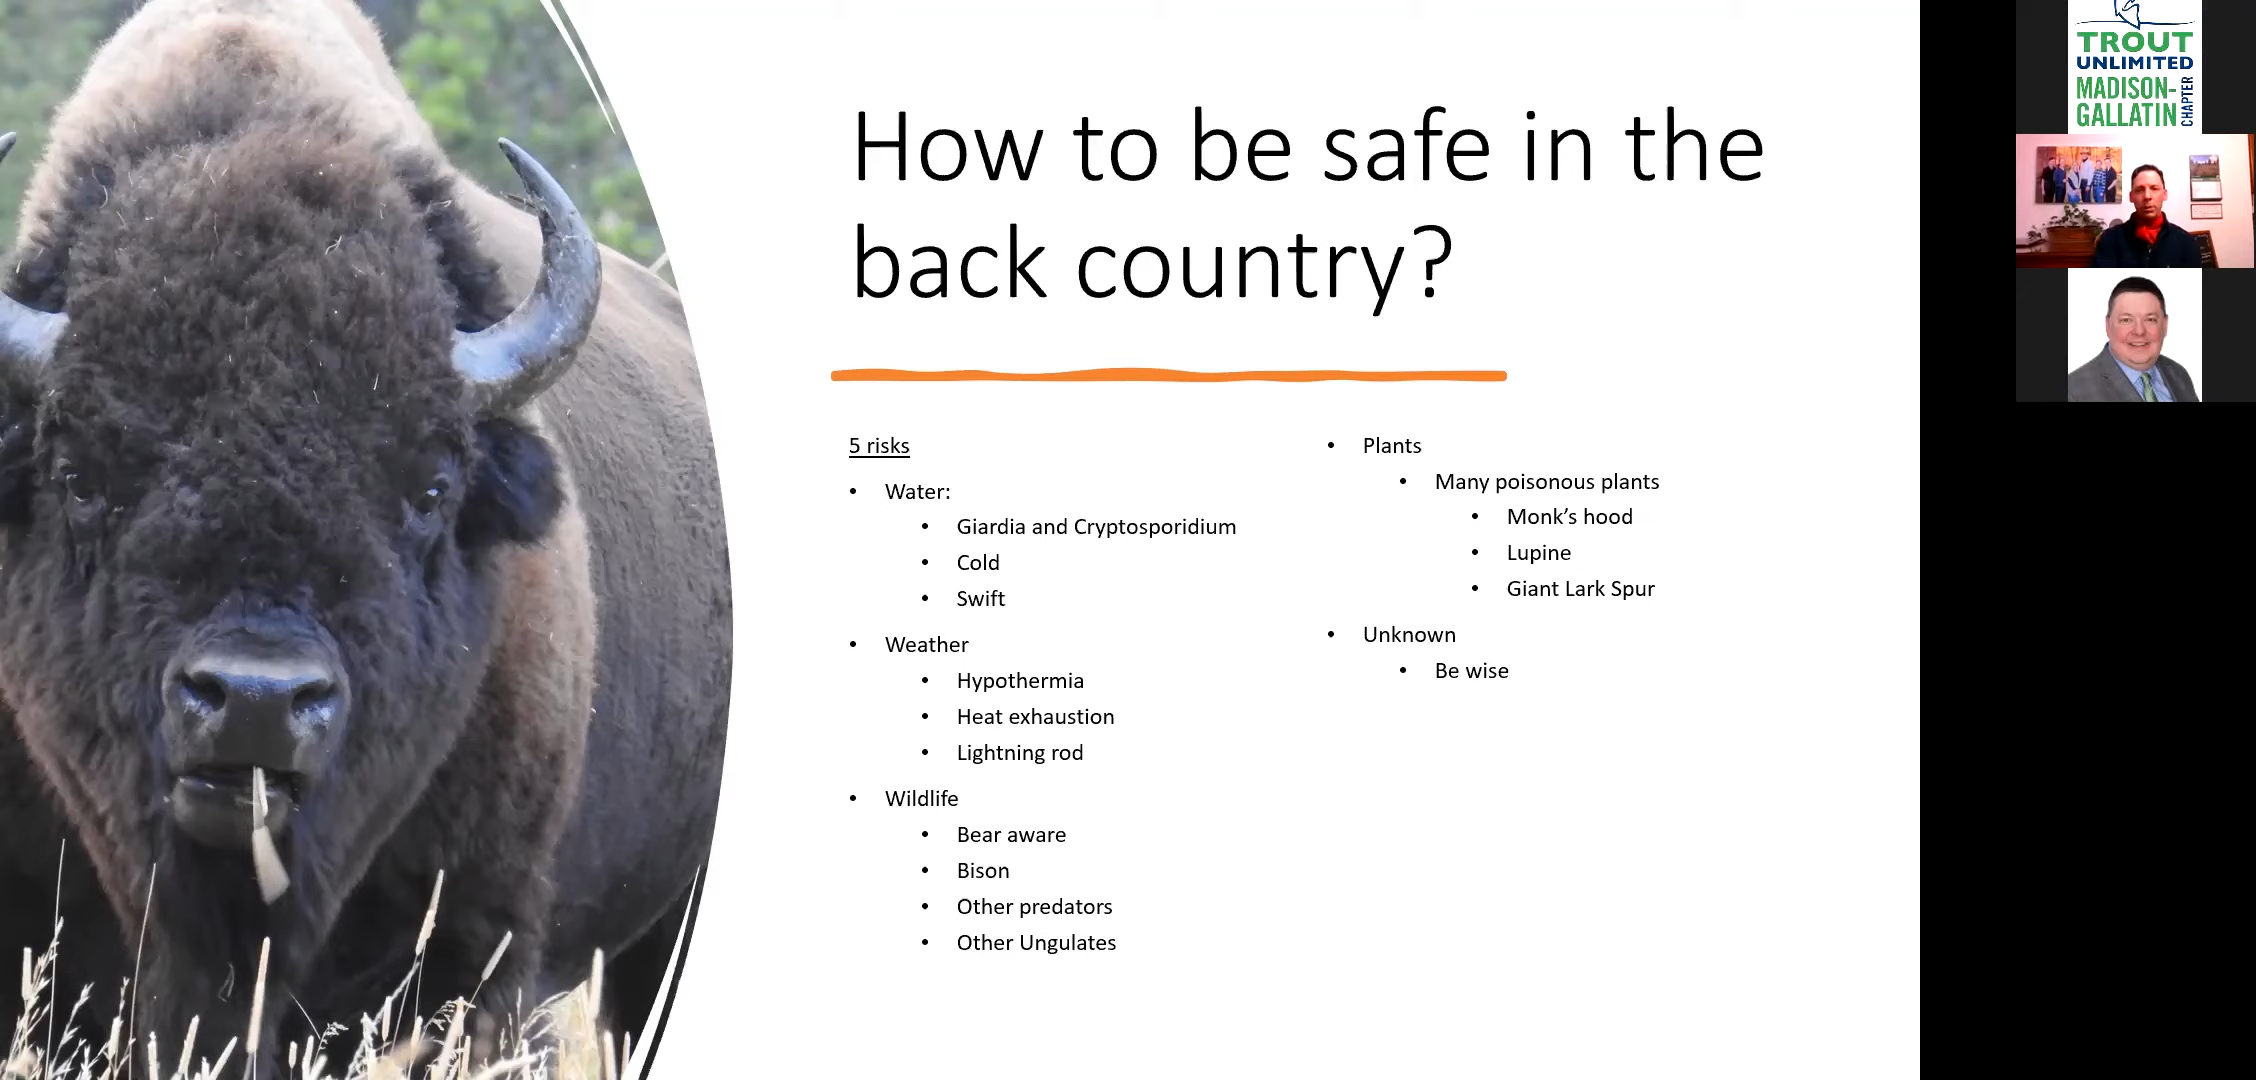 How to be safe in the
back country?
5 risks
• Water:
• Giardia and Cryptosporidium
• Cold
• Swift
• Weather
• Hypothermia
• Heat exhaustion
• Lightning rod
• Wildlife
• Bear aware
• Bison
• Other predators
• Other Ungulates
• Plants
• Many poisonous plants
• Monk’s hood
• Lupine
• Giant Lark Spur
• Unknown
• Be wise
TROUT
UNLIMITED
MADISON-
GALLATIN
CHAPTER